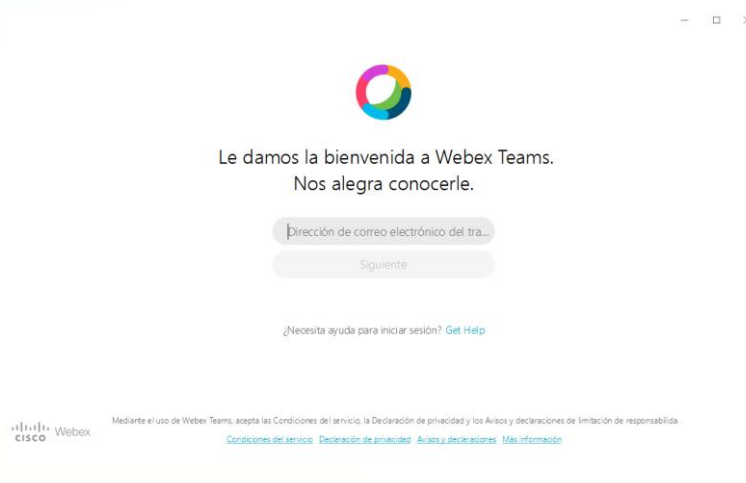 Le damos la bienvenida a Webex Teams.
Nos alegra conocerle.
Dirección de correo electrónico del tra...
Siguiente
¿Necesita ayuda para iniciar sesión? Get Help
Mediante el uso de Webex Teams, acepta las Condiciones del servicio, la Declaración de privacidad y los Avisos y declaraciones de limitación de responsabilida
CISCO Webex
Condiciones del servicio Declaración de privacidad Avisos y declaraciones Más información